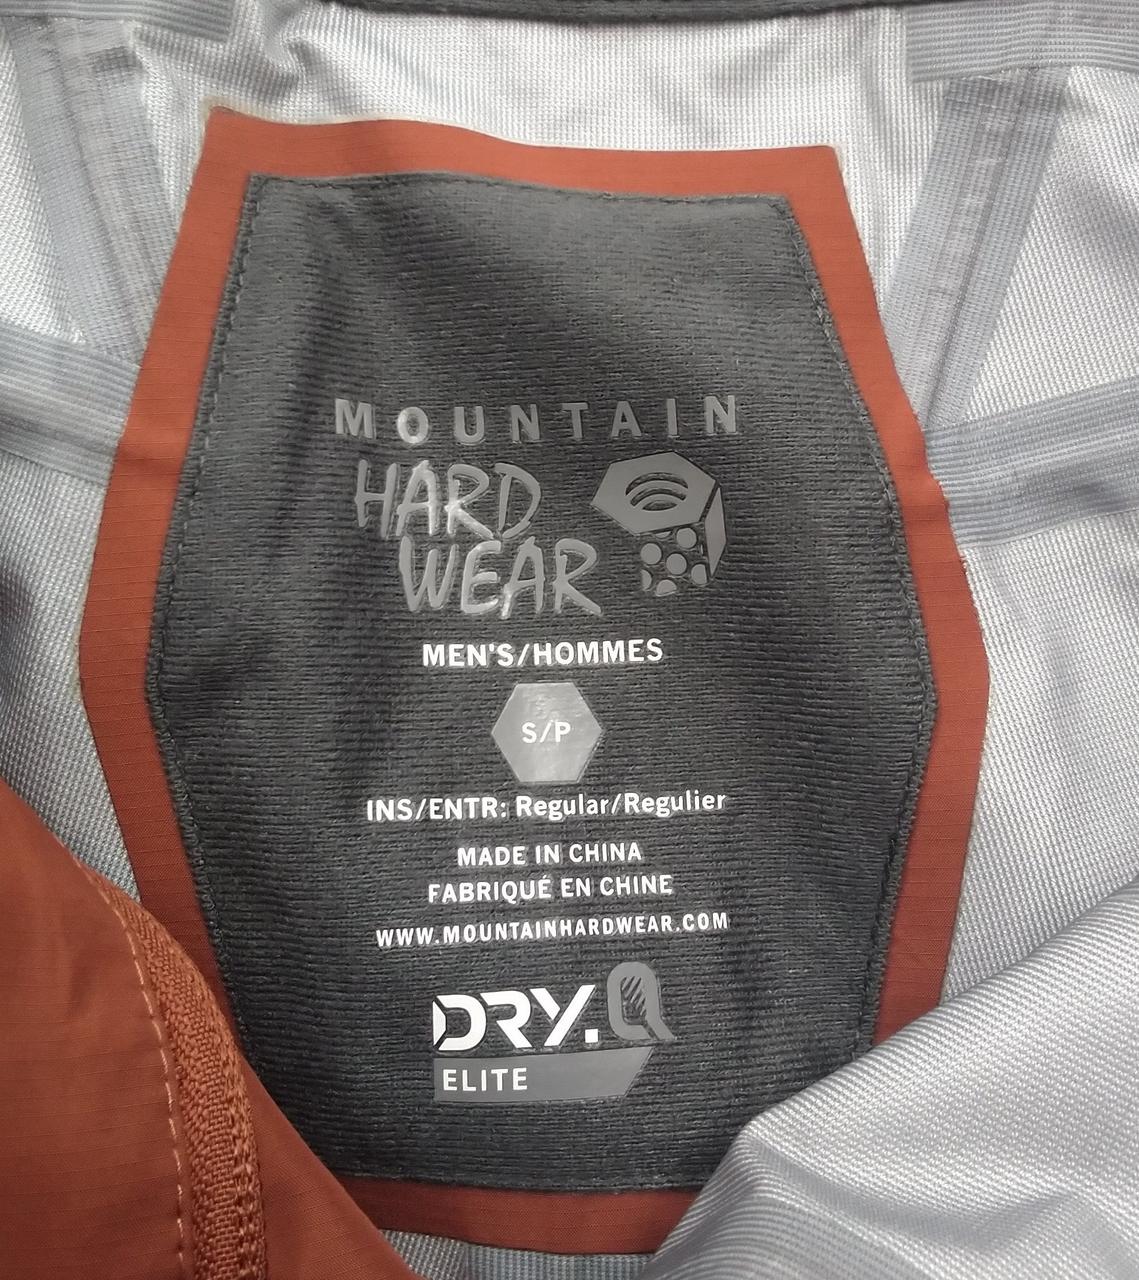 MOUNTAIN
HARD
WEAR
MEN'S/HOMMES
S/P
INS/ENTR: Regular/Regulier
MADE IN CHINA
FABRIQUÉ EN CHINE
WWW.MOUNTAINHARDWEAR.COM
DRY.Q
ELITE